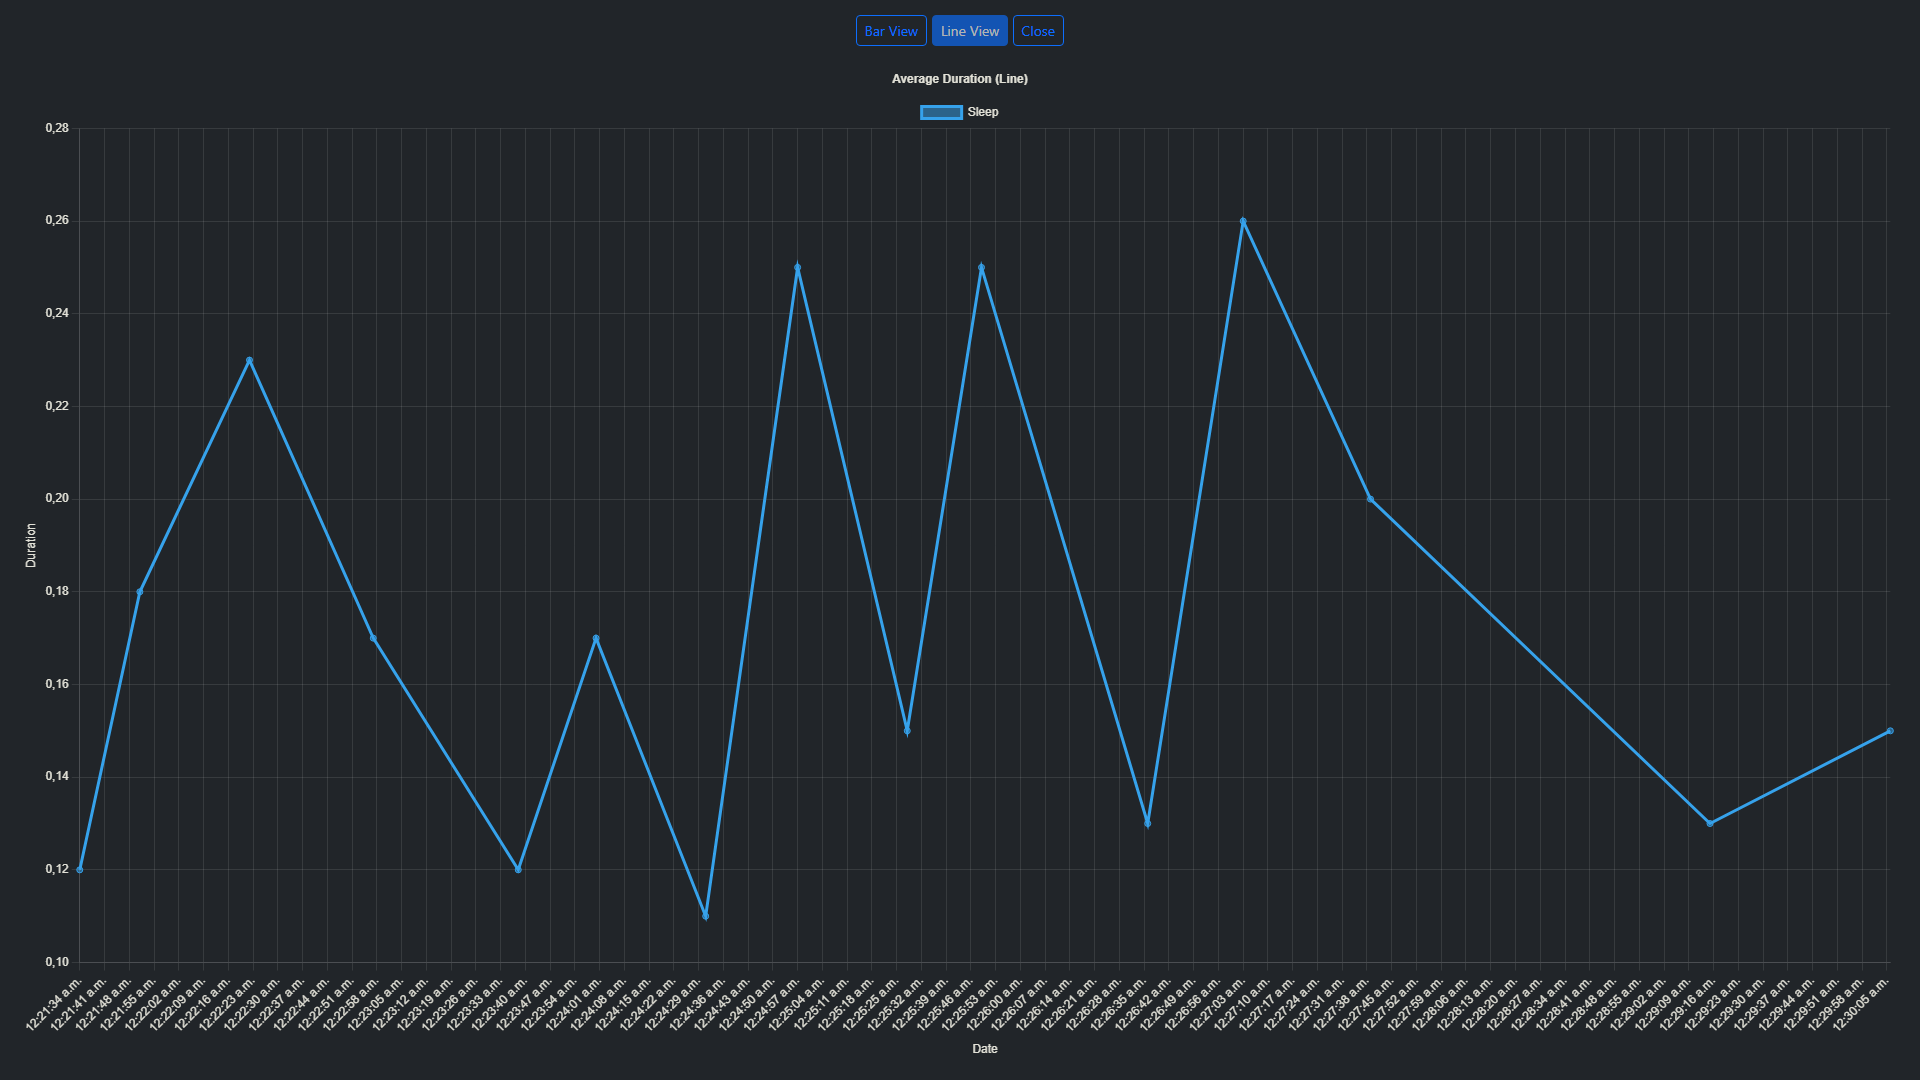 Bar View Line View Close
Average Duration (Line)
Sleep
0,28
0,26
0,24
0,22
0,20
0,18
0,16
0,14
0,12
0,10
Duration
12:21:34 a.m. 12:21:41 a.m. 12:21:48 a.m. 12:21:55 a.m. 12:22:02 a.m. 12:22:09 a.m. 12:22:16 a.m. 12:22:23 a.m. 12:22:30 a.m. 12:22:37 a.m. 12:22:44 a.m. 12:22:51 a.m. 12:22:58 a.m. 12:23:05 a.m. 12:23:12 a.m. 12:23:19 a.m. 12:23:26 a.m. 12:23:33 a.m. 12:23:40 a.m. 12:23:47 a.m. 12:23:54 a.m. 12:24:01 a.m. 12:24:08 a.m. 12:24:15 a.m. 12:24:22 a.m. 12:24:29 a.m. 12:24:36 a.m. 12:24:43 a.m. 12:24:50 a.m. 12:24:57 a.m. 12:25:04 a.m. 12:25:11 a.m. 12:25:18 a.m. 12:25:25 a.m. 12:25:32 a.m. 12:25:39 a.m. 12:25:46 a.m. 12:25:53 a.m. 12:26:00 a.m. 12:26:07 a.m. 12:26:14 a.m. 12:26:21 a.m. 12:26:28 a.m. 12:26:35 a.m. 12:26:42 a.m. 12:26:49 a.m. 12:26:56 a.m. 12:27:03 a.m. 12:27:10 a.m. 12:27:17 a.m. 12:27:24 a.m. 12:27:31 a.m. 12:27:38 a.m. 12:27:45 a.m. 12:27:52 a.m. 12:27:59 a.m. 12:28:06 a.m. 12:28:13 a.m. 12:28:20 a.m. 12:28:27 a.m. 12:28:34 a.m. 12:28:41 a.m. 12:28:48 a.m. 12:28:55 a.m. 12:29:02 a.m. 12:29:09 a.m. 12:29:16 a.m. 12:29:23 a.m. 12:29:30 a.m. 12:29:37 a.m. 12:29:44 a.m. 12:29:51 a.m. 12:29:58 a.m. 12:30:05 a.m.
Date